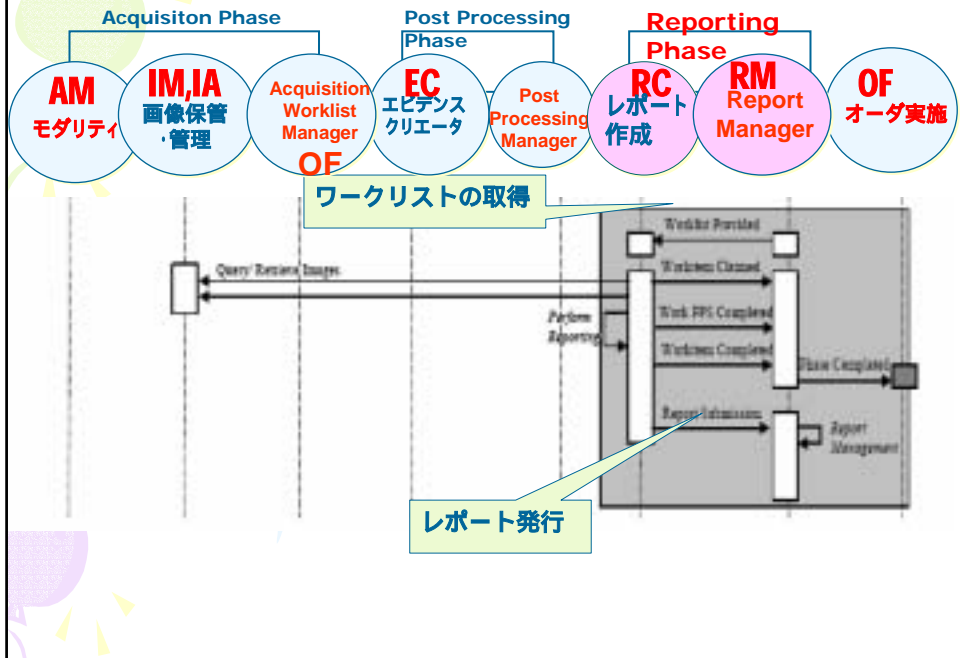 Acquisiton Phase
Post Processing
Phase
Reporting
Phase
AM
モダリティ
IM,IA
画像保管
・管理
Acquisition
Worklist
Manager
OF
EC
エビデンス
クリエータ
Post
Processing
Manager
RC
レポート
作成
RM
Report
Manager
OF
オーダ実施
ワークリストの取得
Worklist Provided
Query/ Retrieve Images
Workitem Claimed
Perform
Reporting
Work PPS Completed
Workitem Completed
Phase Completed
Report Submission
Report
Management
レポート発行